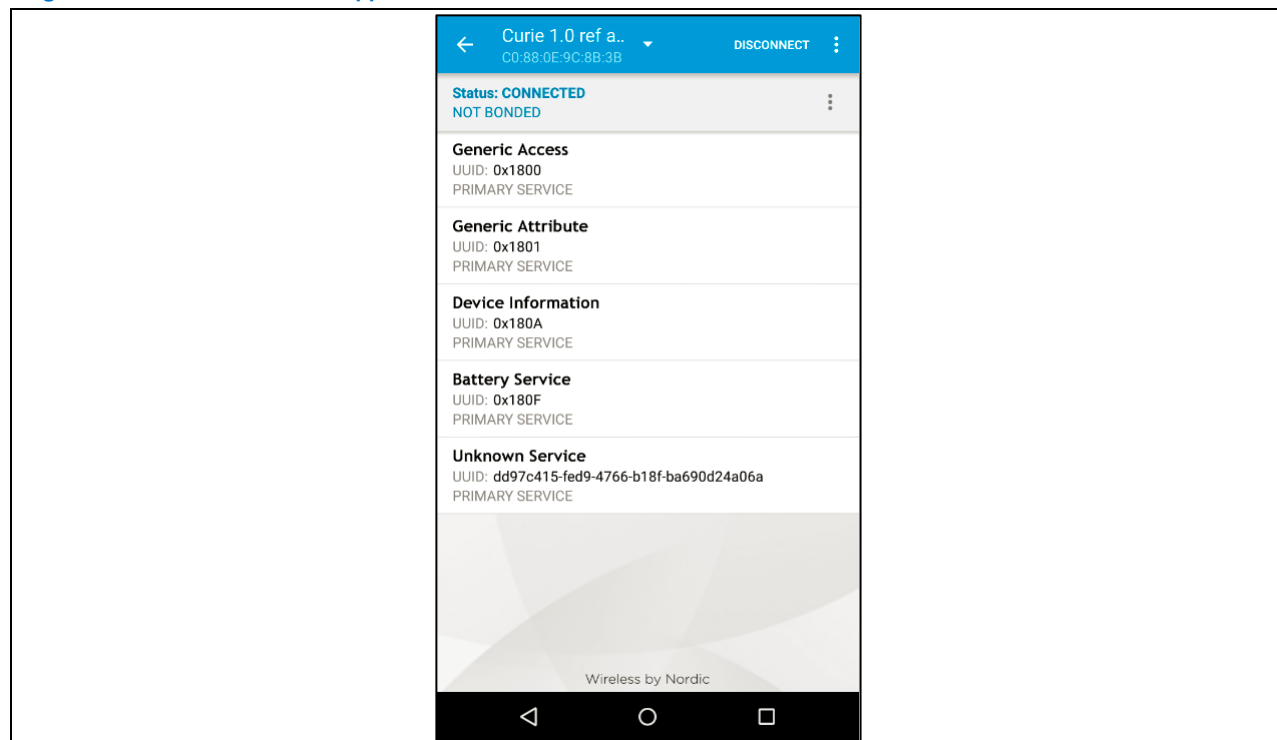 Curie 1.0 ref a..
DISCONNECT
C0:88:0E:9C:8B:3B
Status: CONNECTED
NOT BONDED
Generic Access
UUID: 0x1800
PRIMARY SERVICE
Generic Attribute
UUID: 0x1801
PRIMARY SERVICE
Device Information
UUID: 0x180A
PRIMARY SERVICE
Battery Service
UUID: 0x180F
PRIMARY SERVICE
Unknown Service
UUID: dd97c415-fed9-4766-b18f-ba690d24a06a
PRIMARY SERVICE
Wireless by Nordic